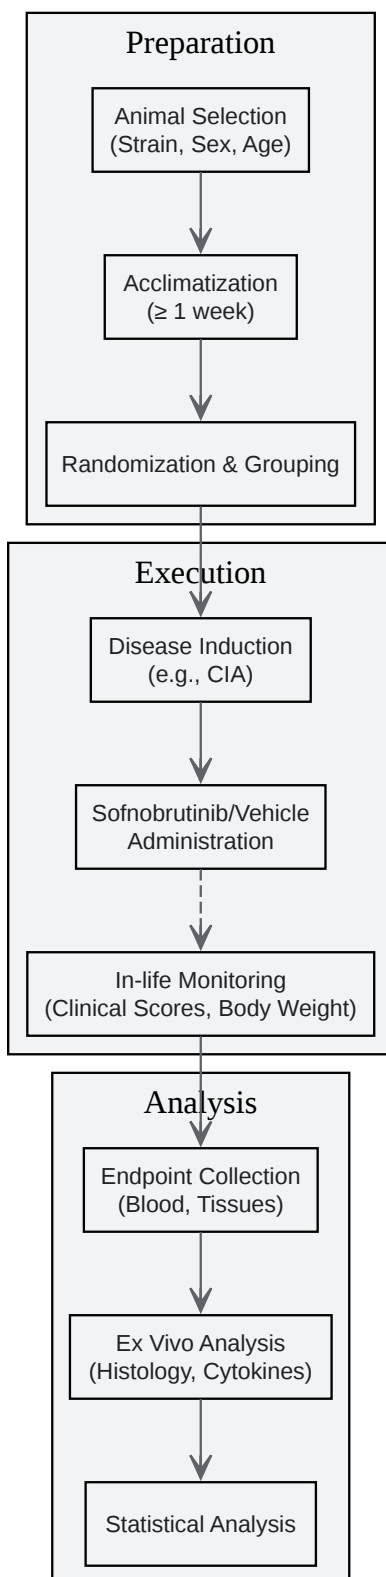 Preparation
Animal Selection
(Strain, Sex, Age)
Acclimatization
(≥ 1 week)
Randomization & Grouping
Execution
Disease Induction
(e.g., CIA)
Sofnobrutinib/Vehicle
Administration
In-life Monitoring
(Clinical Scores, Body Weight)
Analysis
Endpoint Collection
(Blood, Tissues)
Ex Vivo Analysis
(Histology, Cytokines)
Statistical Analysis